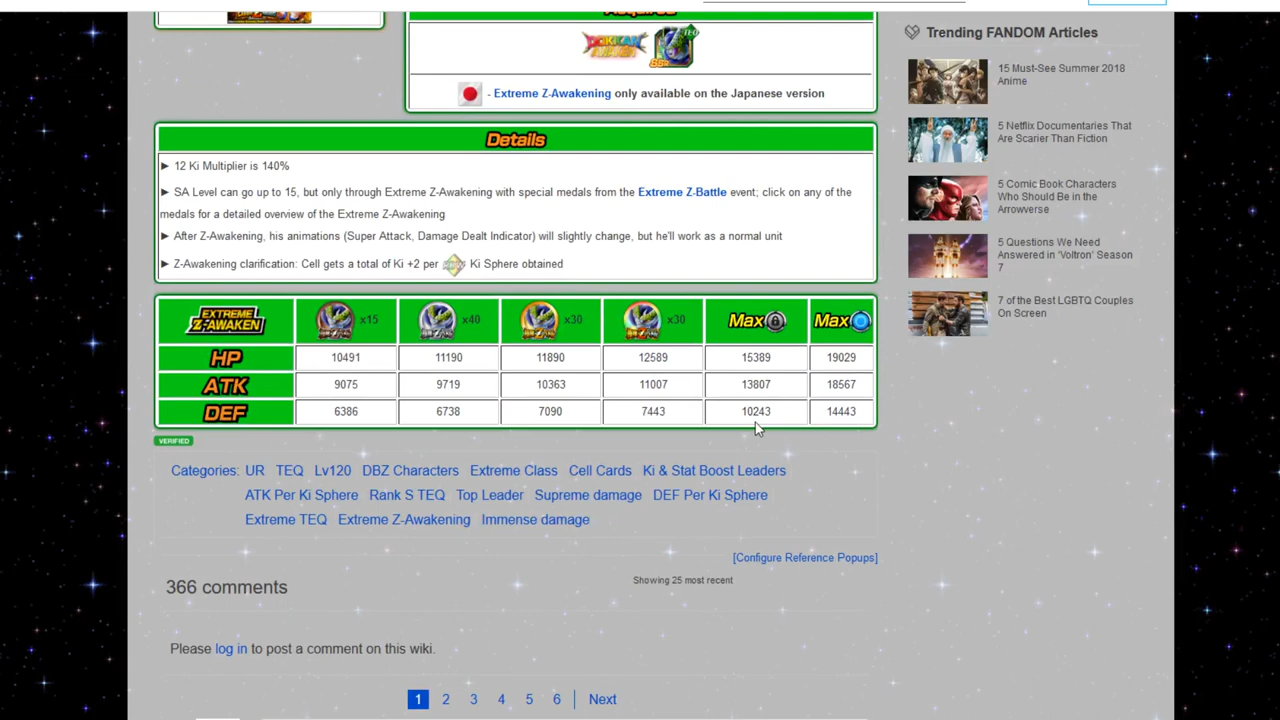 Acquired
DOKKAN
AWAKEN
TEQ
- Extreme Z-Awakening only available on the Japanese version
Details
► 12 Ki Multiplier is 140%
► SA Level can go up to 15, but only through Extreme Z-Awakening with special medals from the Extreme Z-Battle event; click on any of the
medals for a detailed overview of the Extreme Z-Awakening
► After Z-Awakening, his animations (Super Attack, Damage Dealt Indicator) will slightly change, but he'll work as a normal unit
► Z-Awakening clarification: Cell gets a total of Ki +2 per Ki Sphere obtained
EXTREME Z-AWAKEN x15 x40 x30 x30 Max Max
HP 10491 11190 11890 12589 15389 19029
ATK 9075 9719 10363 11007 13807 18567
DEF 6386 6738 7090 7443 10243 14443
VERIFIED
Categories: UR TEQ Lv120 DBZ Characters Extreme Class Cell Cards Ki & Stat Boost Leaders
ATK Per Ki Sphere Rank S TEQ Top Leader Supreme damage DEF Per Ki Sphere
Extreme TEQ Extreme Z-Awakening Immense damage
[Configure Reference Popups]
366 comments
Showing 25 most recent
Please log in to post a comment on this wiki.
1 2 3 4 5 6 Next
Trending FANDOM Articles
15 Must-See Summer 2018
Anime
5 Netflix Documentaries That
Are Scarier Than Fiction
5 Comic Book Characters
Who Should Be in the
Arrowverse
5 Questions We Need
Answered in 'Voltron' Season
7
7 of the Best LGBTQ Couples
On Screen